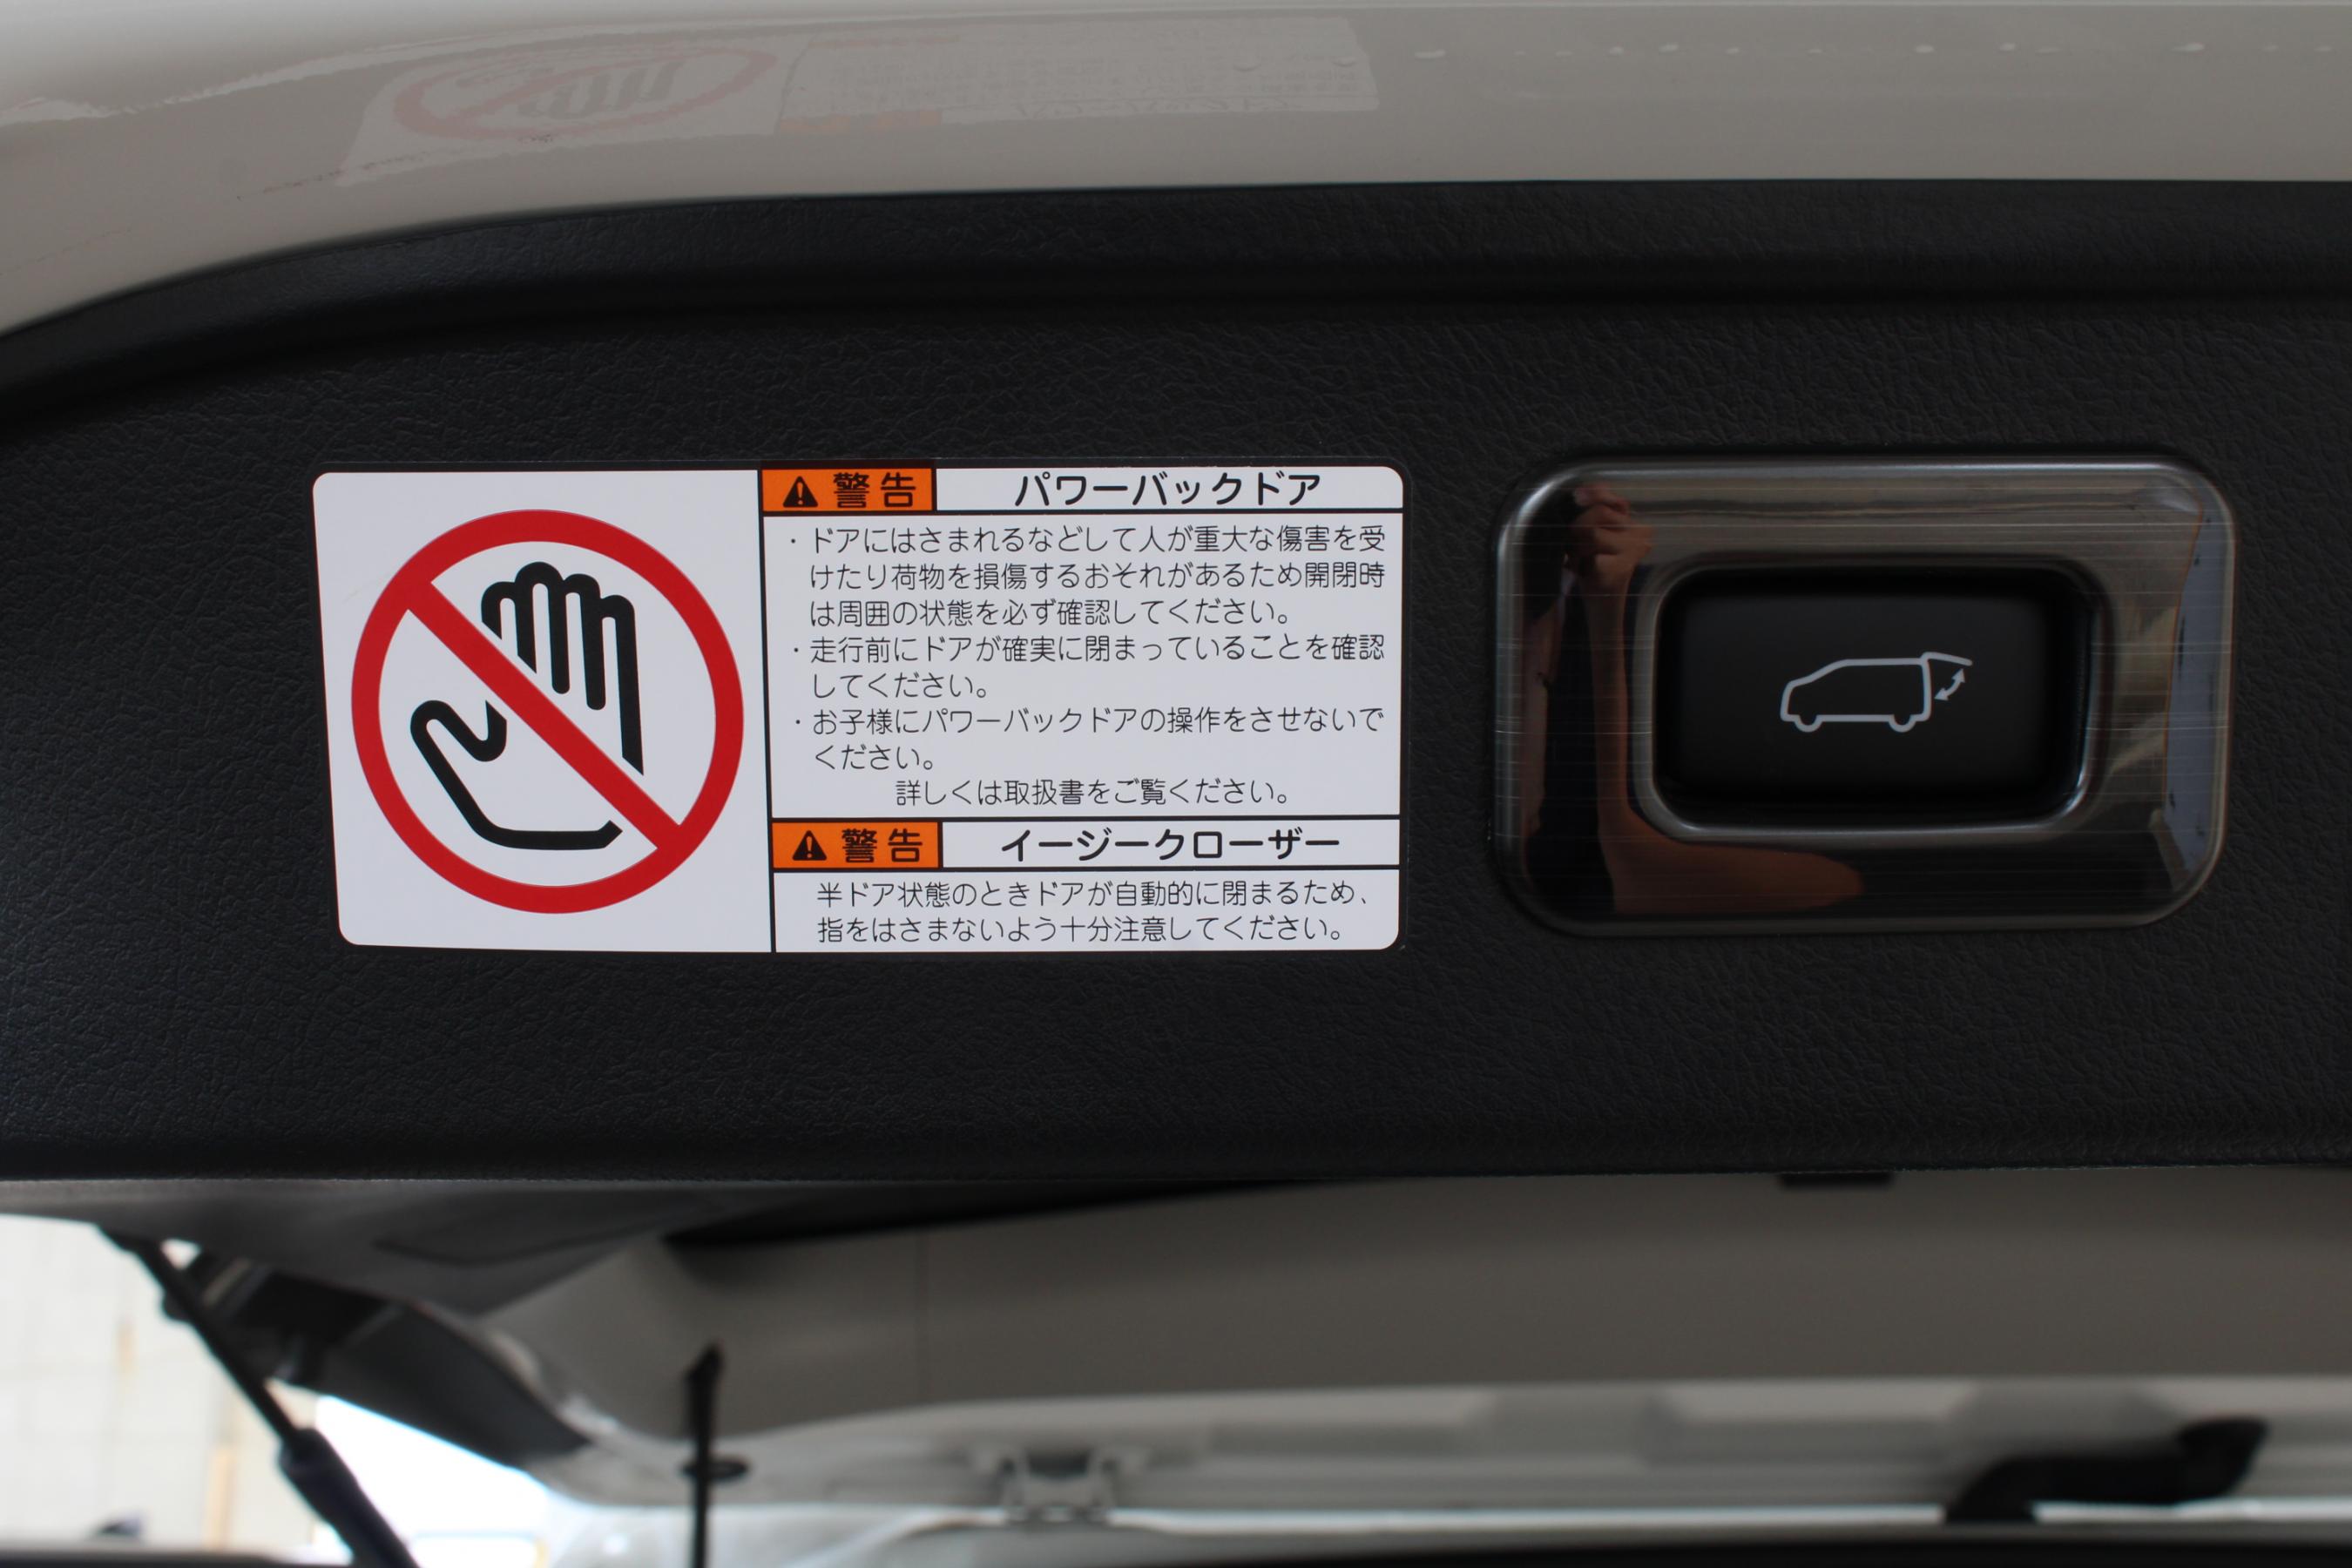 警告 パワーバックドア
・ドアにはさまれるなどして人が重大な傷害を受
けたり荷物を損傷するおそれがあるため開閉時
は周囲の状態を必ず確認してください。
・走行前にドアが確実に閉まっていることを確認
してください。
・お子様にパワーバックドアの操作をさせないで
ください。
詳しくは取扱書をご覧ください。
警告 イージークローザー
半ドア状態のときドアが自動的に閉まるため、
指をはさまないよう十分注意してください。